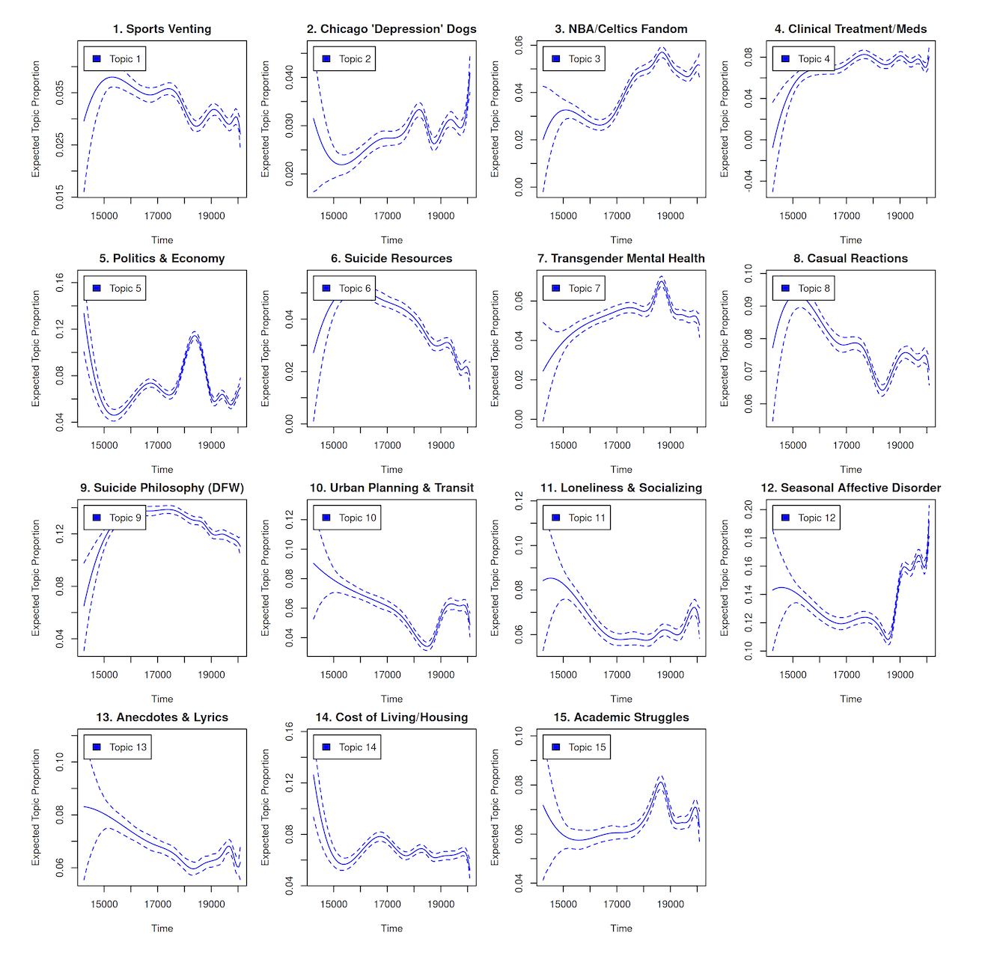 1. Sports Venting
Topic 1
Expected Topic Proportion
0.015
0.025
0.035
15000 17000 19000
Time
2. Chicago 'Depression' Dogs
Topic 2
Expected Topic Proportion
0.020
0.030
0.040
15000 17000 19000
Time
3. NBA/Celtics Fandom
Topic 3
Expected Topic Proportion
0.00
0.02
0.04
0.06
15000 17000 19000
Time
4. Clinical Treatment/Meds
Topic 4
Expected Topic Proportion
-0.04
0.00
0.04
0.08
15000 17000 19000
Time
5. Politics & Economy
Topic 5
Expected Topic Proportion
0.04
0.08
0.12
0.16
15000 17000 19000
Time
6. Suicide Resources
Topic 6
Expected Topic Proportion
0.00
0.02
0.04
15000 17000 19000
Time
7. Transgender Mental Health
Topic 7
Expected Topic Proportion
0.00
0.02
0.04
0.06
15000 17000 19000
Time
8. Casual Reactions
Topic 8
Expected Topic Proportion
0.06
0.07
0.08
0.09
0.10
15000 17000 19000
Time
9. Suicide Philosophy (DFW)
Topic 9
Expected Topic Proportion
0.04
0.08
0.12
15000 17000 19000
Time
10. Urban Planning & Transit
Topic 10
Expected Topic Proportion
0.04
0.06
0.08
0.10
0.12
15000 17000 19000
Time
11. Loneliness & Socializing
Topic 11
Expected Topic Proportion
0.06
0.08
0.10
0.12
15000 17000 19000
Time
12. Seasonal Affective Disorder
Topic 12
Expected Topic Proportion
0.10
0.12
0.14
0.16
0.18
0.20
15000 17000 19000
Time
13. Anecdotes & Lyrics
Topic 13
Expected Topic Proportion
0.06
0.08
0.10
15000 17000 19000
Time
14. Cost of Living/Housing
Topic 14
Expected Topic Proportion
0.04
0.08
0.12
0.16
15000 17000 19000
Time
15. Academic Struggles
Topic 15
Expected Topic Proportion
0.04
0.06
0.08
0.10
15000 17000 19000
Time